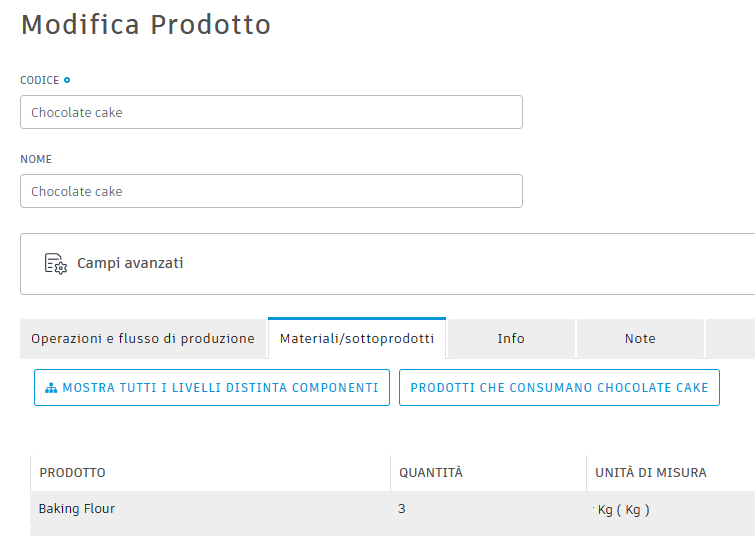 Modifica Prodotto
CODICE
Chocolate cake
NOME
Chocolate cake
Campi avanzati
Operazioni e flusso di produzione Materiali/sottoprodotti Info Note
MOSTRA TUTTI I LIVELLI DISTINTA COMPONENTI PRODOTTI CHE CONSUMANO CHOCOLATE CAKE
PRODOTTO QUANTITÀ UNITÀ DI MISURA
Baking Flour 3 Kg ( Kg )